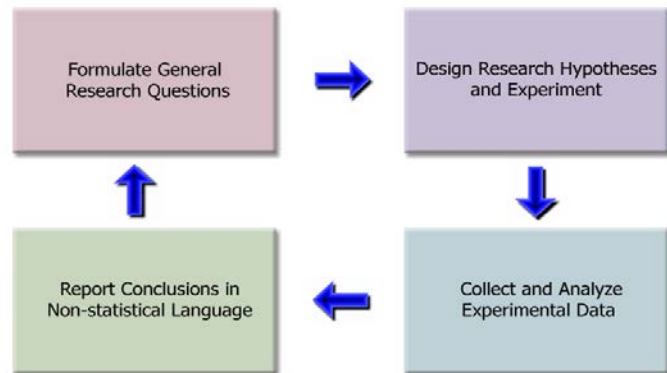 Formulate General
Research Questions
Design Research Hypotheses
and Experiment
Collect and Analyze
Experimental Data
Report Conclusions in
Non-statistical Language